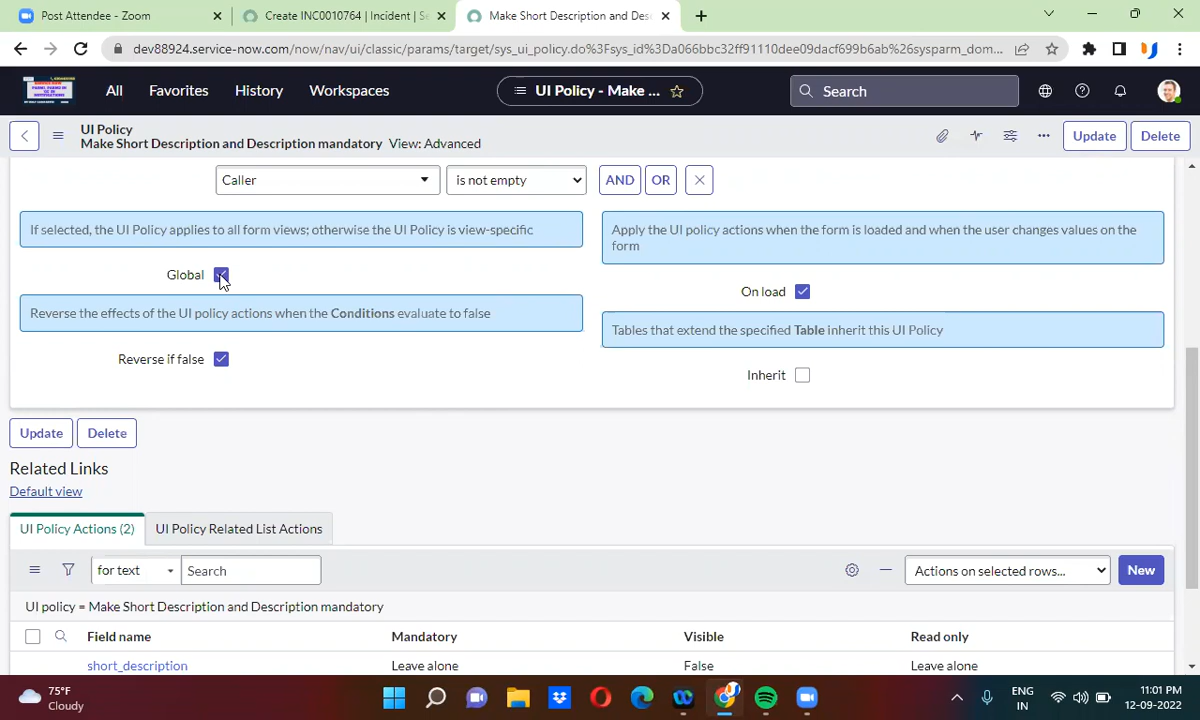 Post Attendee - Zoom
Create INC0010764 | Incident | Se
Make Short Description and Desc
dev88924.service-now.com/now/nav/ui/classic/params/target/sys_ui_policy.do%3Fsys_id%3Da066bbc32ff91110dee09dacf699b6ab%26sysparm_dom...
All
Favorites
History
Workspaces
UI Policy - Make ...
Search
UI Policy
Make Short Description and Description mandatory View: Advanced
Update
Delete
Caller
is not empty
AND
OR
If selected, the UI Policy applies to all form views; otherwise the UI Policy is view-specific
Apply the UI policy actions when the form is loaded and when the user changes values on the
form
Global
On load
Reverse the effects of the UI policy actions when the Conditions evaluate to false
Tables that extend the specified Table inherit this UI Policy
Reverse if false
Inherit
Update
Delete
Related Links
Default view
UI Policy Actions (2)
UI Policy Related List Actions
for text
Search
Actions on selected rows...
New
UI policy = Make Short Description and Description mandatory
Field name
Mandatory
Visible
Read only
short_description
Leave alone
False
Leave alone
75°F
Cloudy
ENG
IN
11:01 PM
12-09-2022